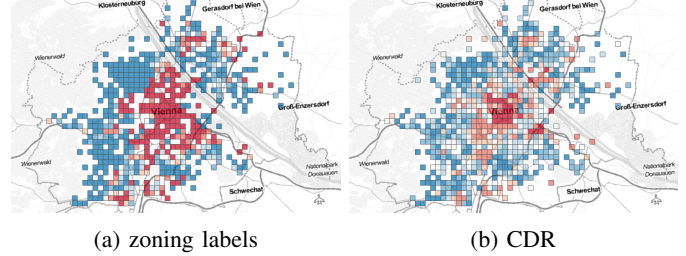 Klosterneuburg
Gerasdorf bei Wien
Wienerwald
Vienna
Groß-Enzersdorf
Wienerwald
Nationalpark
Donauauen
Schwechat
Klosterneuburg
Gerasdorf bei Wien
Wienerwald
Vienna
Groß-Enzersdorf
Wienerwald
Nationalpark
Donauauen
Schwechat
(a) zoning labels
(b) CDR